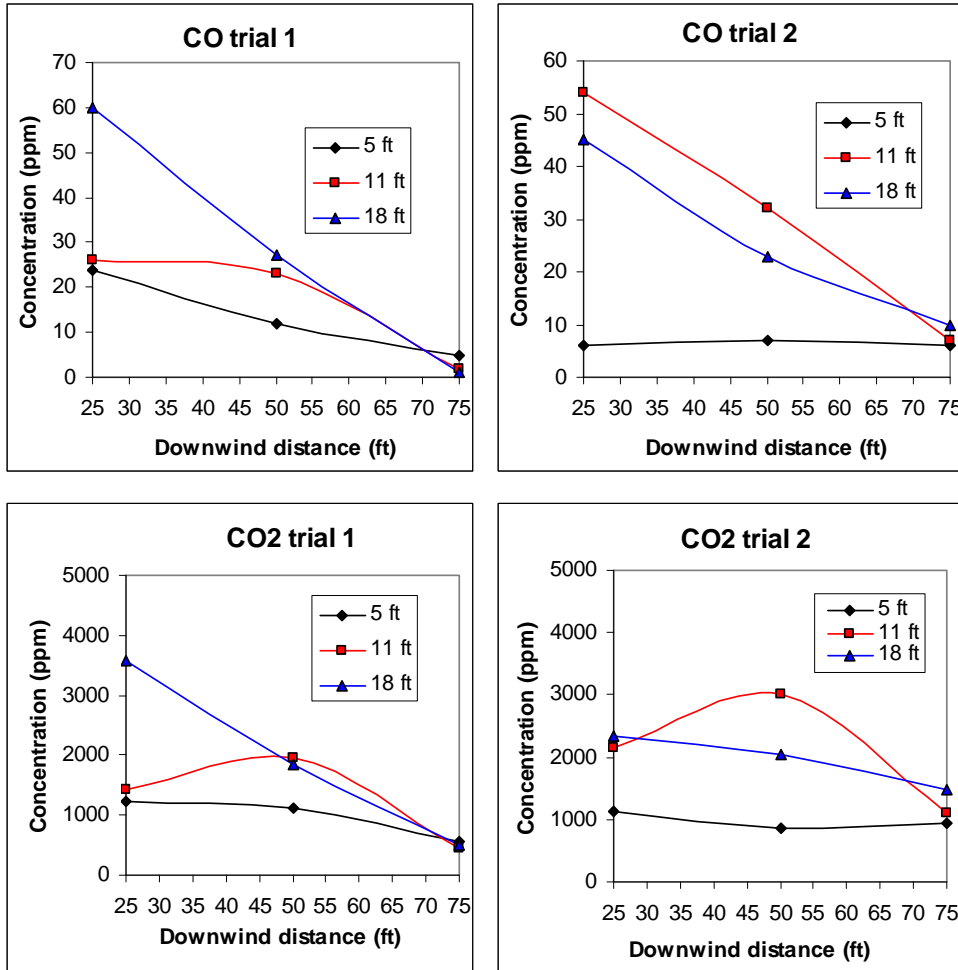 CO trial 1
Concentration (ppm)
70
60
50
40
30
20
10
0
5 ft
11 ft
18 ft
25 30 35 40 45 50 55 60 65 70 75
Downwind distance (ft)
CO trial 2
Concentration (ppm)
60
50
40
30
20
10
0
5 ft
11 ft
18 ft
25 30 35 40 45 50 55 60 65 70 75
Downwind distance (ft)
CO2 trial 1
Concentration (ppm)
5000
4000
3000
2000
1000
0
5 ft
11 ft
18 ft
25 30 35 40 45 50 55 60 65 70 75
Downwind distance (ft)
CO2 trial 2
Concentration (ppm)
5000
4000
3000
2000
1000
0
5 ft
11 ft
18 ft
25 30 35 40 45 50 55 60 65 70 75
Downwind distance (ft)